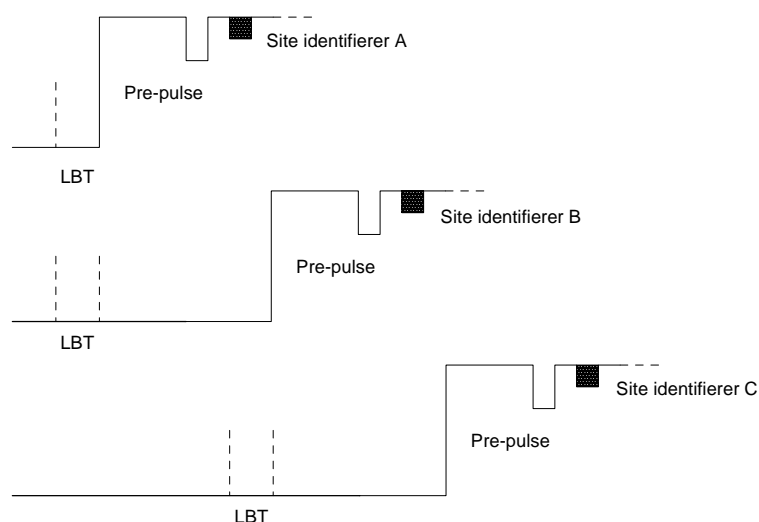 Site identifierer A
Pre-pulse
LBT
Site identifierer B
Pre-pulse
LBT
Site identifierer C
Pre-pulse
LBT